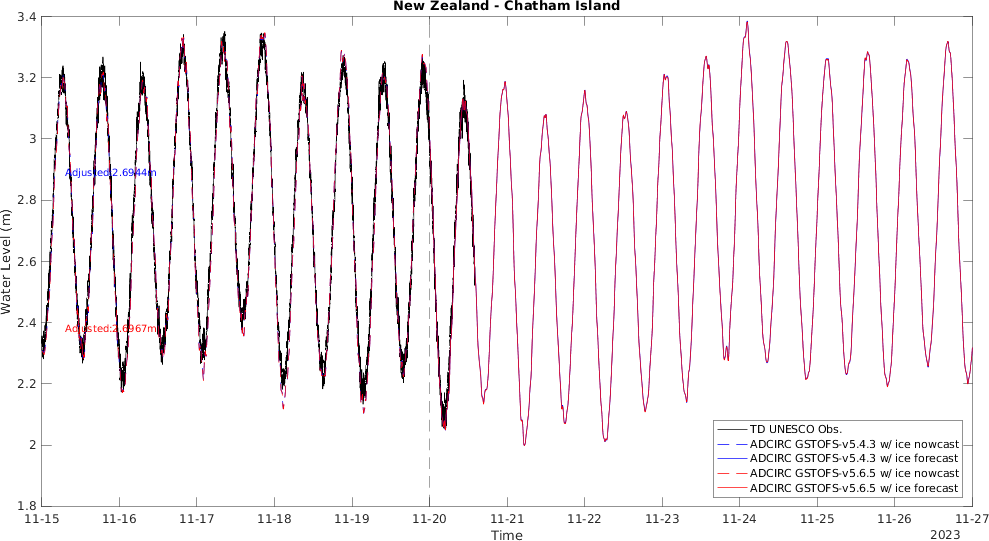 New Zealand - Chatham Island
3.4
3.2
3
2.8
2.6
2.4
2.2
2
1.8
Water Level (m)
Adjusted:2.6944m
Adjusted:2.6967m
TD UNESCO Obs.
ADCIRC GSTOFS-v5.4.3 w/ ice nowcast
ADCIRC GSTOFS-v5.4.3 w/ ice forecast
ADCIRC GSTOFS-v5.6.5 w/ ice nowcast
ADCIRC GSTOFS-v5.6.5 w/ ice forecast
11-15 11-16 11-17 11-18 11-19 11-20 11-21 11-22 11-23 11-24 11-25 11-26 11-27
Time
2023